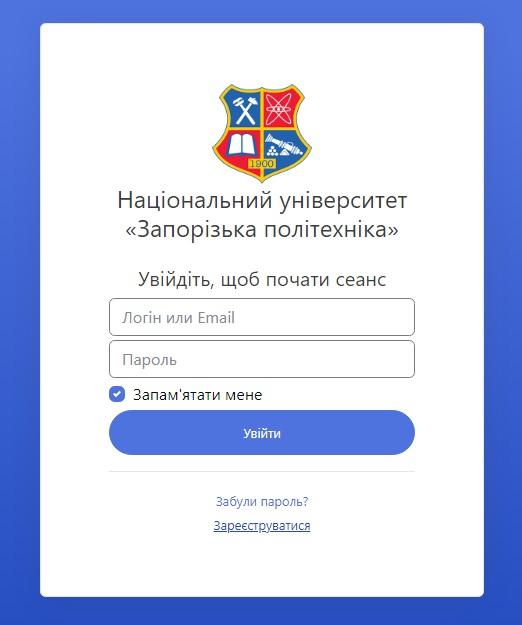 1900
Національний університет
«Запорізька політехніка»
Увійдіть, щоб почати сеанс
Логін или Email
Пароль
Запам'ятати мене
Увійти
Забули пароль?
Зареєструватися